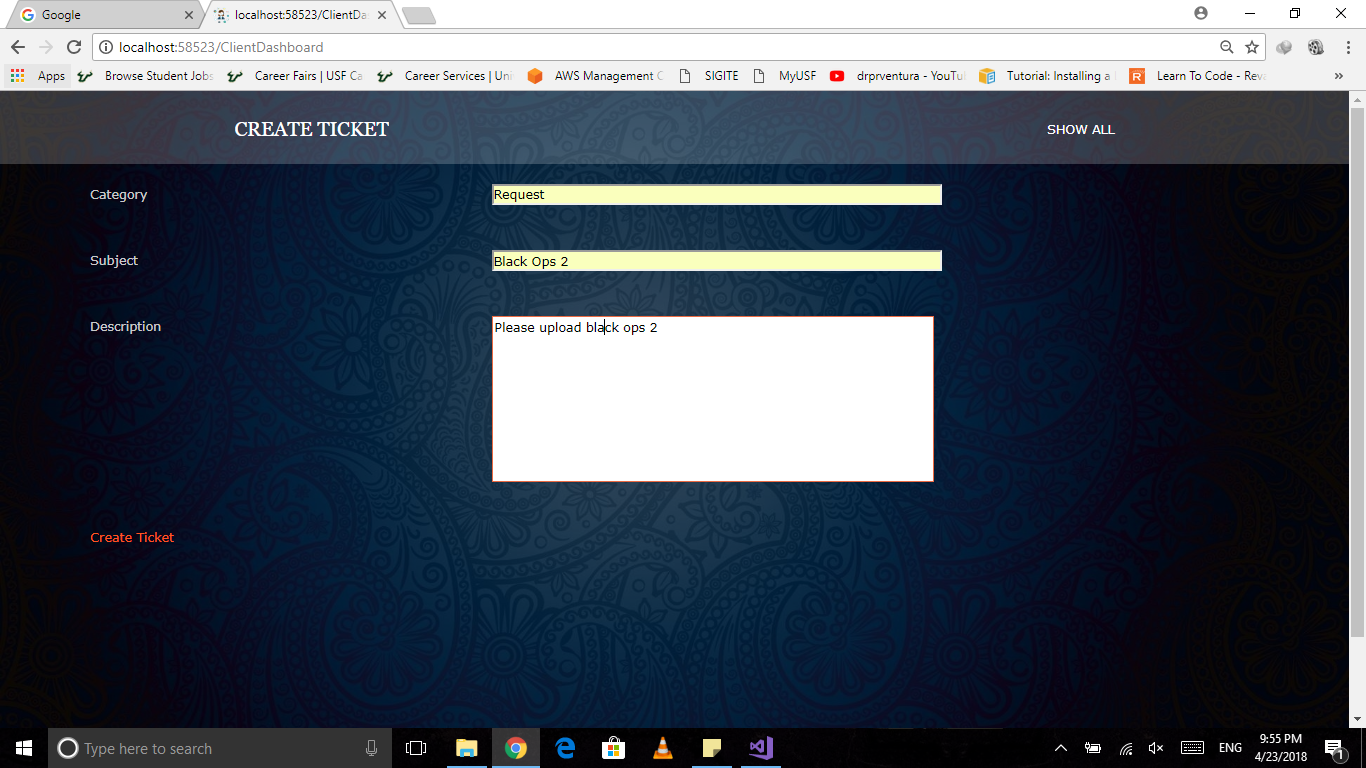 Google
localhost:58523/ClientDa
localhost:58523/ClientDashboard
Apps
Browse Student Jobs
Career Fairs | USF Ca
Career Services | Uni
AWS Management C
SIGITE
MyUSF
drprventura - YouTu
Tutorial: Installing a
Learn To Code - Reva
CREATE TICKET
SHOW ALL
Category
Request
Subject
Black Ops 2
Description
Please upload black ops 2
Create Ticket
Type here to search
ENG
9:55 PM
4/23/2018
1